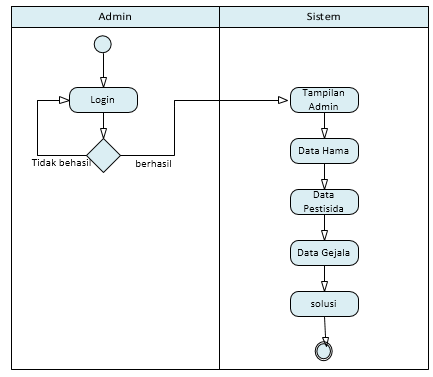 Admin
Sistem
Login
Tidak behasil
berhasil
Tampilan
Admin
Data Hama
Data
Pestisida
Data Gejala
solusi